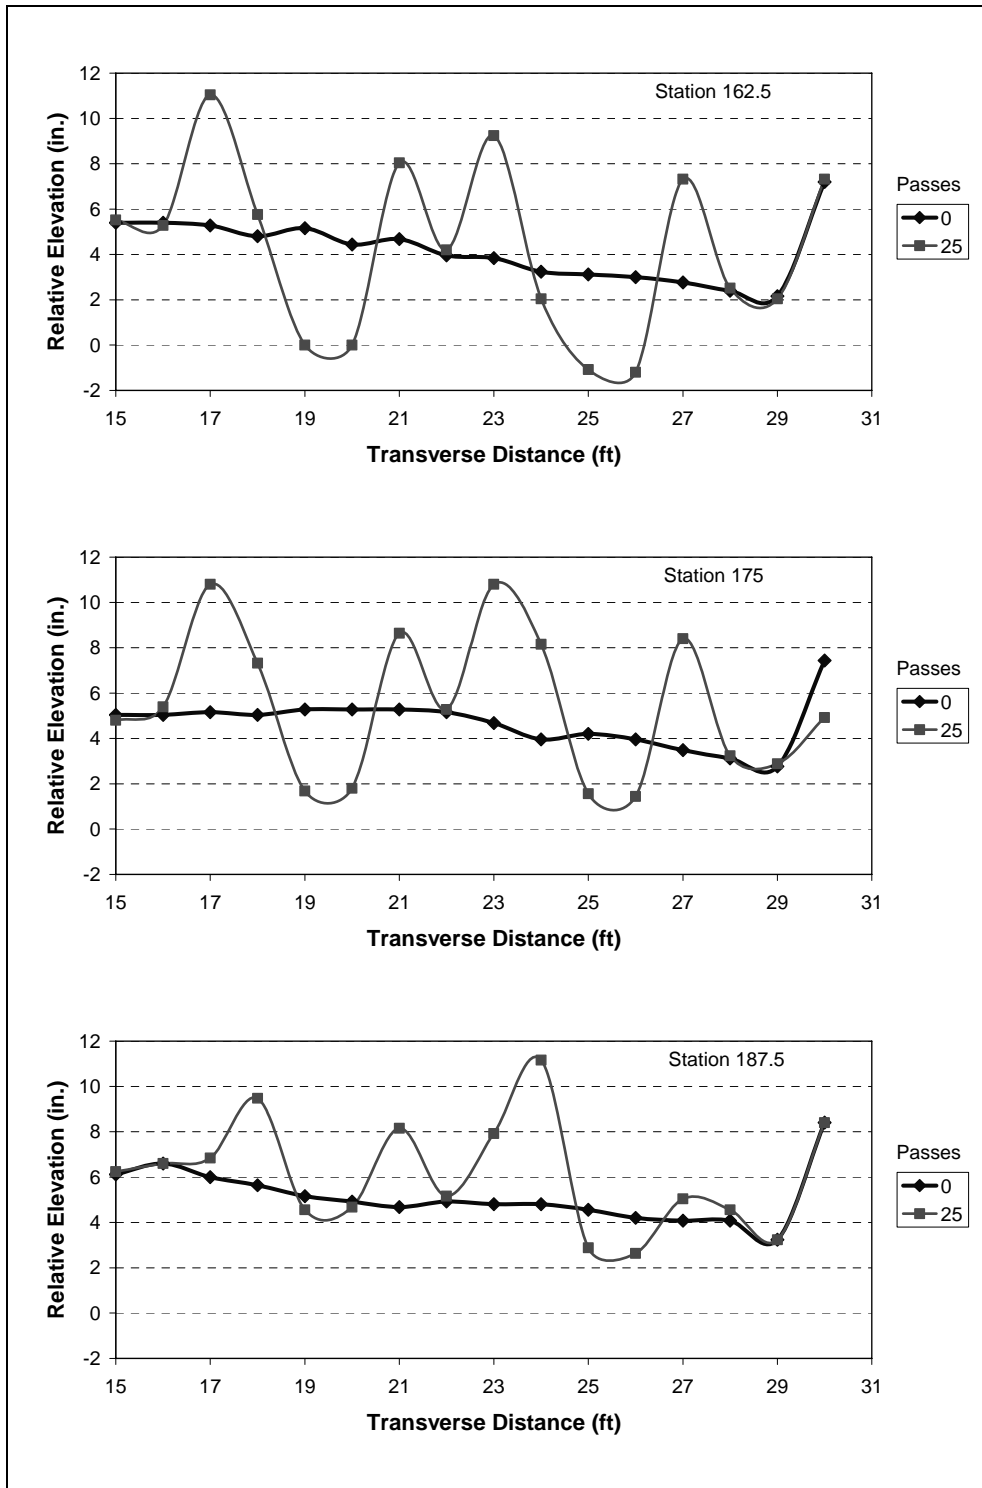 Station 162.5
Relative Elevation (in.)
12
10
8
6
4
2
0
-2
15 17 19 21 23 25 27 29 31
Transverse Distance (ft)
Passes
0
25
Station 175
Relative Elevation (in.)
12
10
8
6
4
2
0
-2
15 17 19 21 23 25 27 29 31
Transverse Distance (ft)
Passes
0
25
Station 187.5
Relative Elevation (in.)
12
10
8
6
4
2
0
-2
15 17 19 21 23 25 27 29 31
Transverse Distance (ft)
Passes
0
25